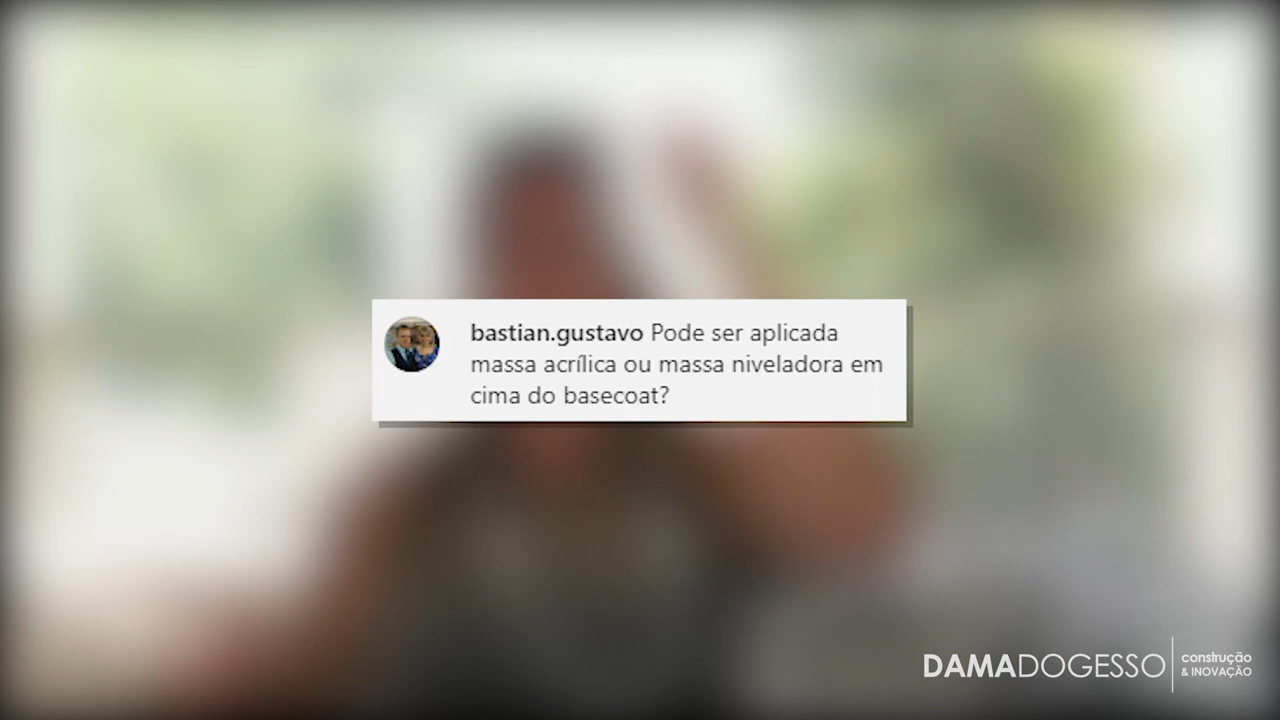 bastian.gustavo Pode ser aplicada
massa acrílica ou massa niveladora em
cima do basecoat?
DAMADOGESSO
construção
& INOVAÇÃO